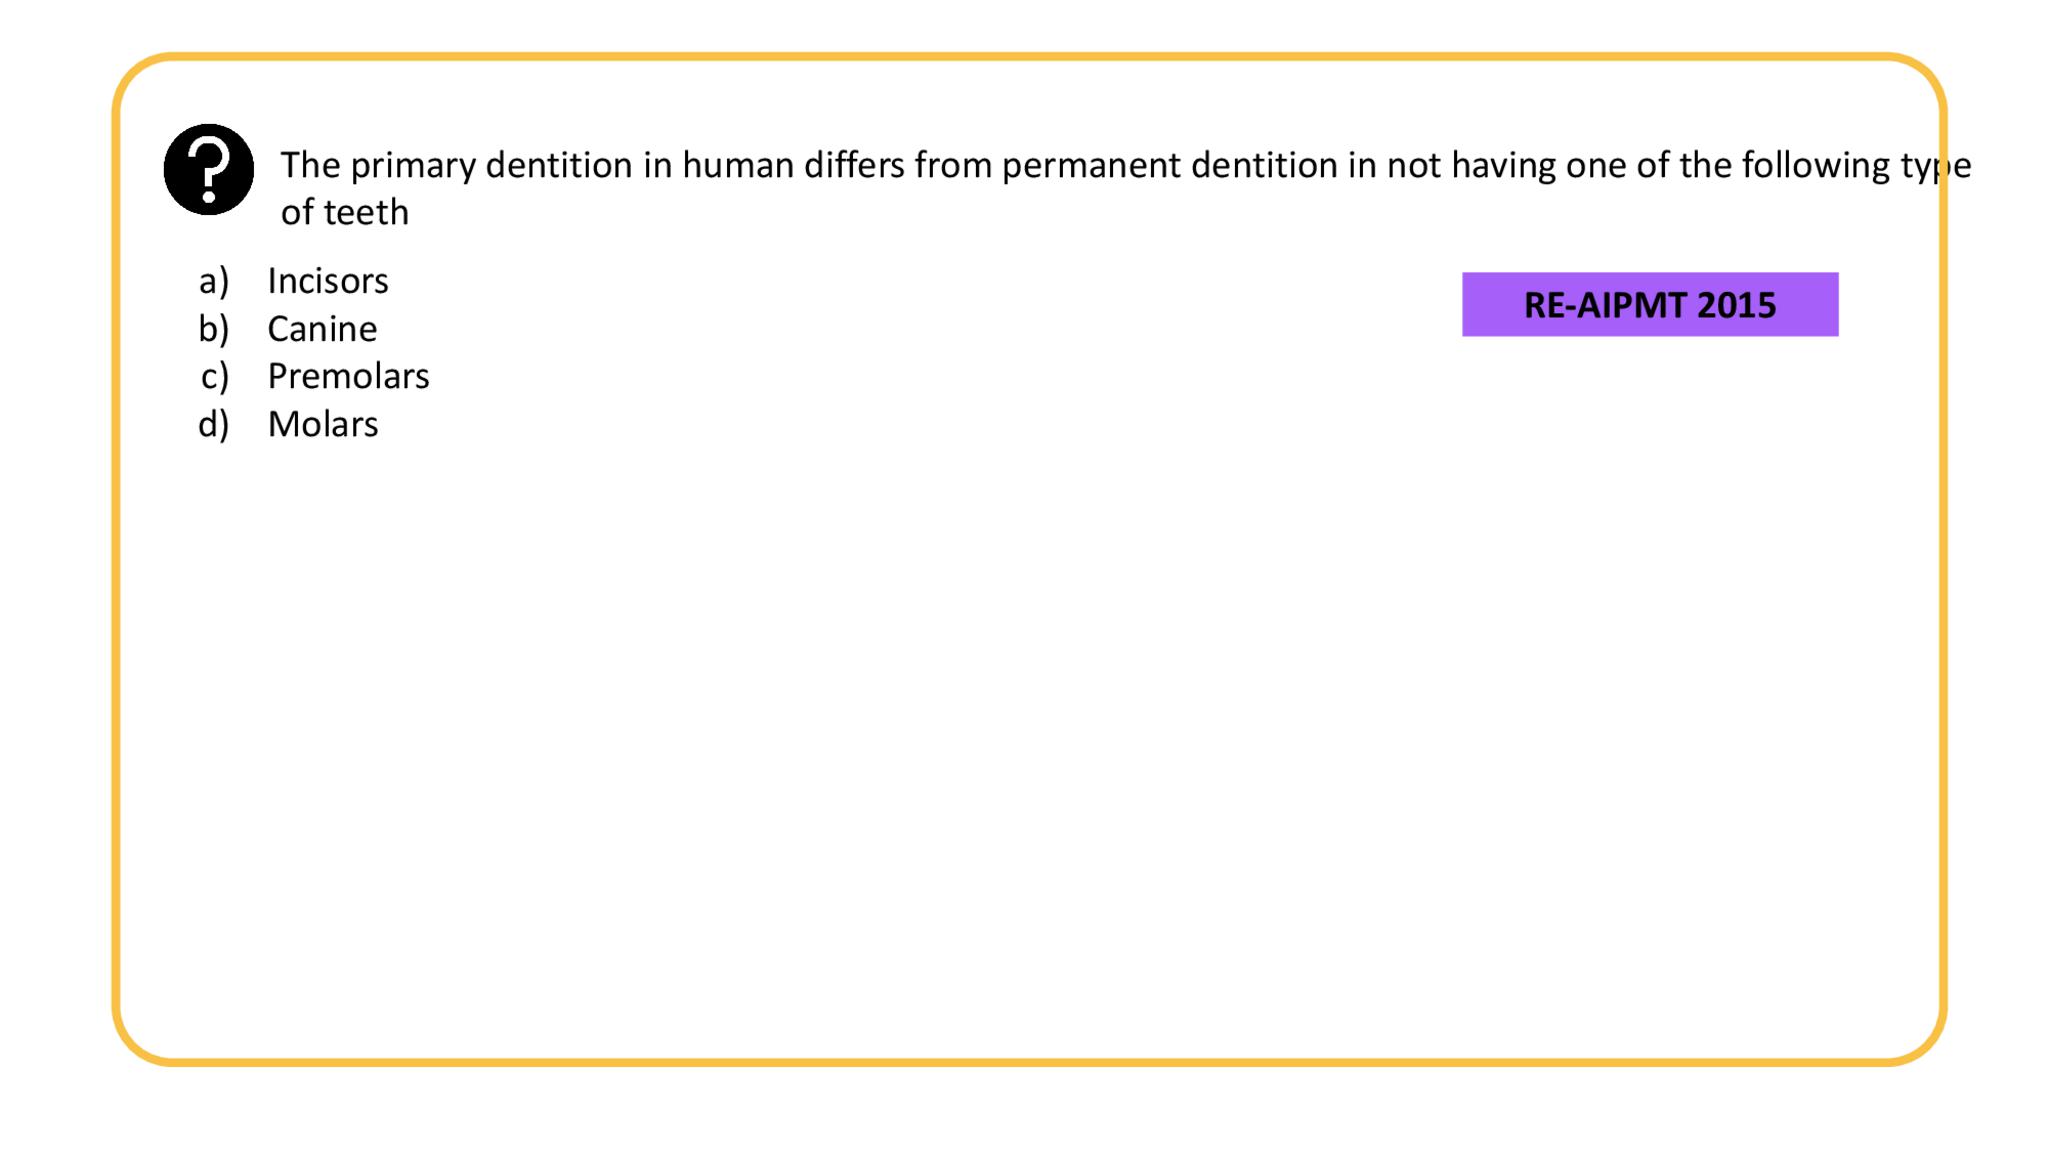 The primary dentition in human differs from permanent dentition in not having one of the following type
of teeth
a) Incisors
b) Canine
c) Premolars
d) Molars
RE-AIPMT 2015